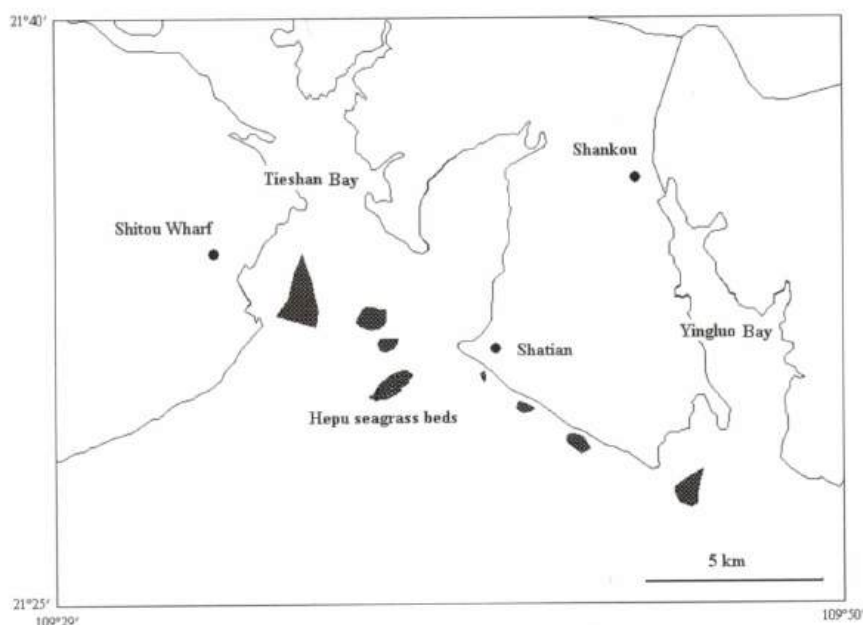 21°40'
Shankou
Tieshan Bay
Shitou Wharf
Yingluo Bay
Shatian
Hepu seagrass beds
5 km
21°25'
109°50'